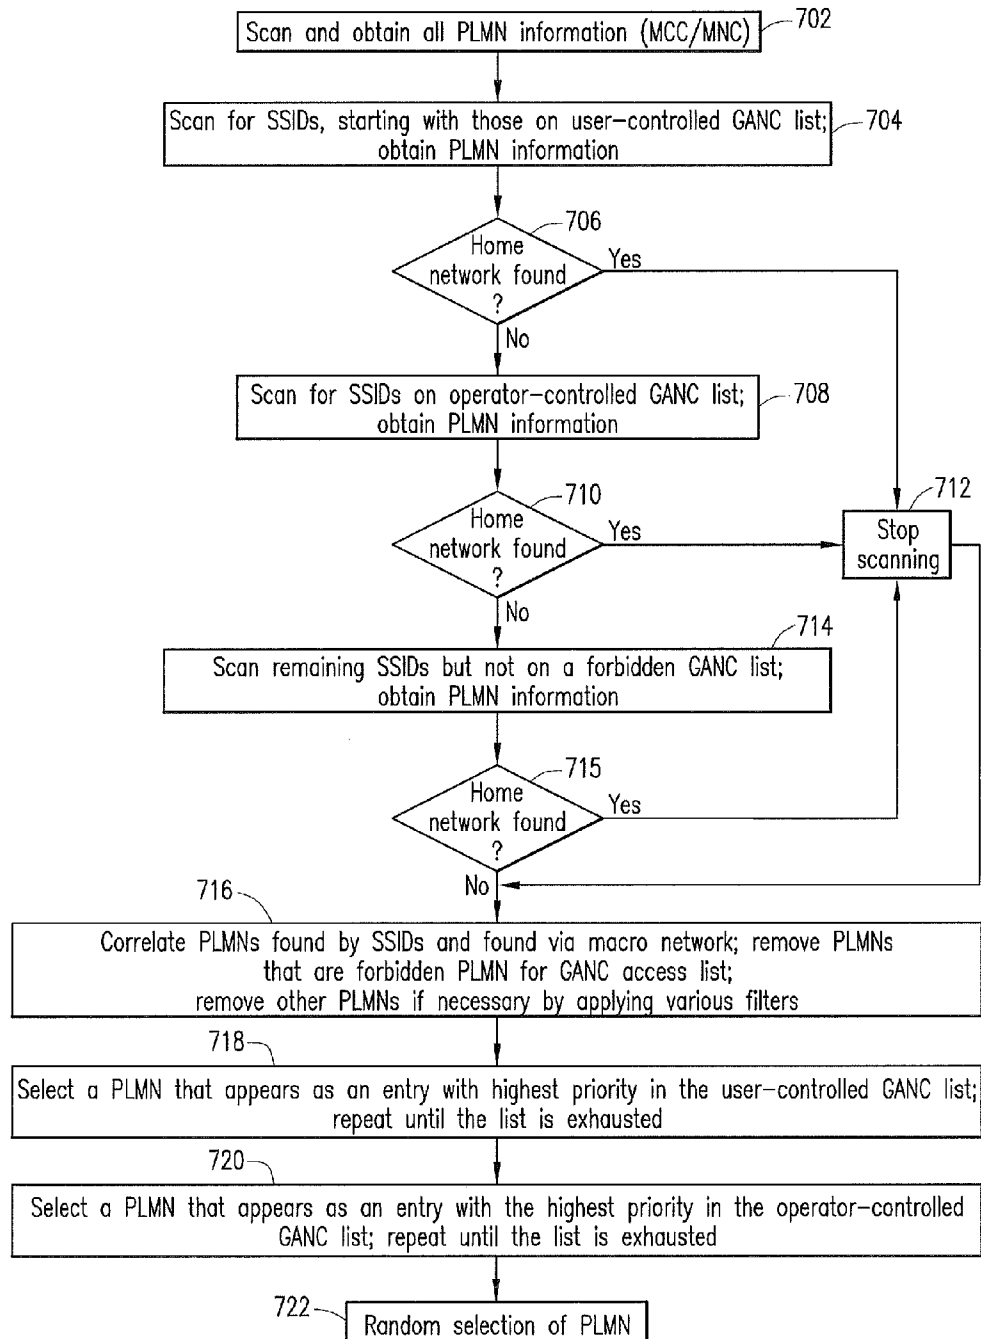 Scan and obtain all PLMN information (MCC/MNC)
702
Scan for SSIDs, starting with those on user-controlled GANC list;
obtain PLMN information
704
706
Home
network found
?
Yes
No
Scan for SSIDs on operator-controlled GANC list;
obtain PLMN information
708
710
Home
network found
?
Yes
No
712
Stop
scanning
714
Scan remaining SSIDs but not on a forbidden GANC list;
obtain PLMN information
715
Home
network found
?
Yes
No
716
Correlate PLMNs found by SSIDs and found via macro network; remove PLMNs
that are forbidden PLMN for GANC access list;
remove other PLMNs if necessary by applying various filters
718
Select a PLMN that appears as an entry with highest priority in the user-controlled GANC list;
repeat until the list is exhausted
720
Select a PLMN that appears as an entry with the highest priority in the operator-controlled
GANC list; repeat until the list is exhausted
722
Random selection of PLMN